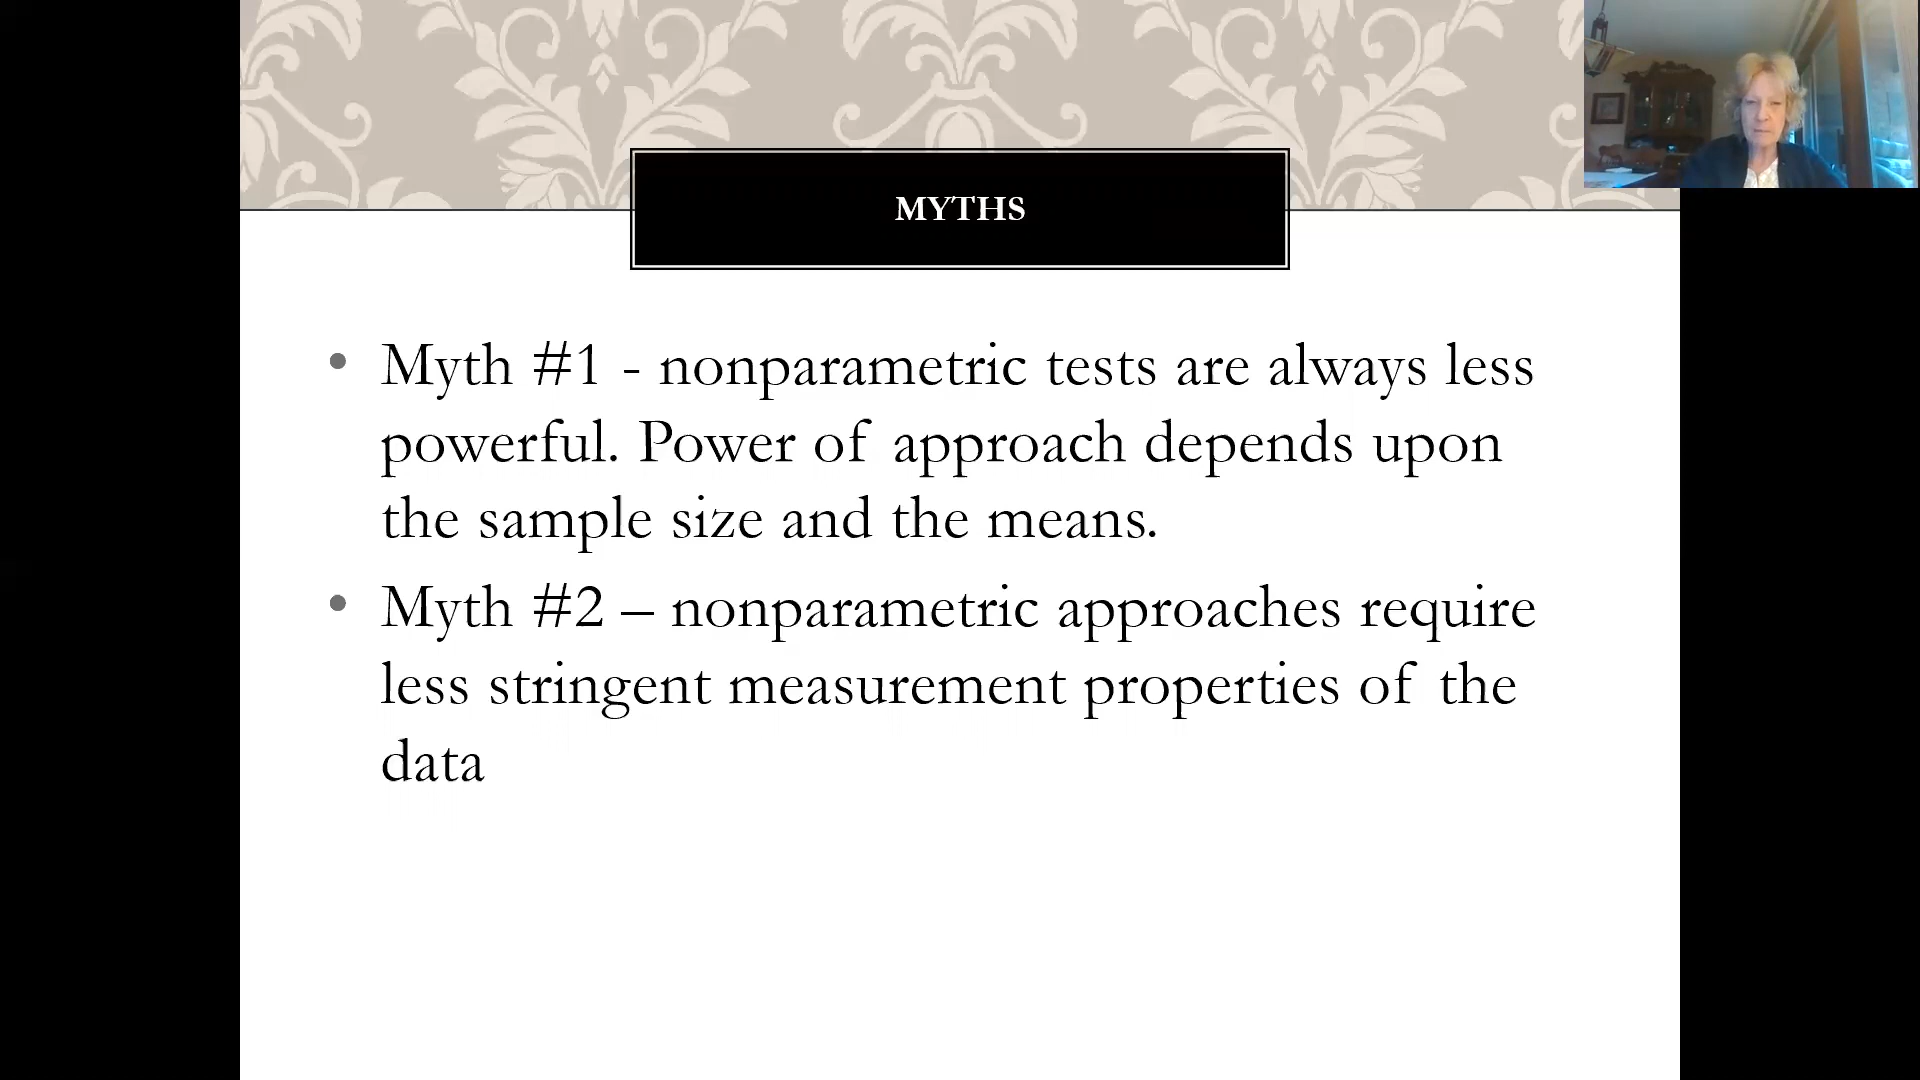 MYTHS
• Myth #1 - nonparametric tests are always less
powerful. Power of approach depends upon
the sample size and the means.
• Myth #2 – nonparametric approaches require
less stringent measurement properties of the
data